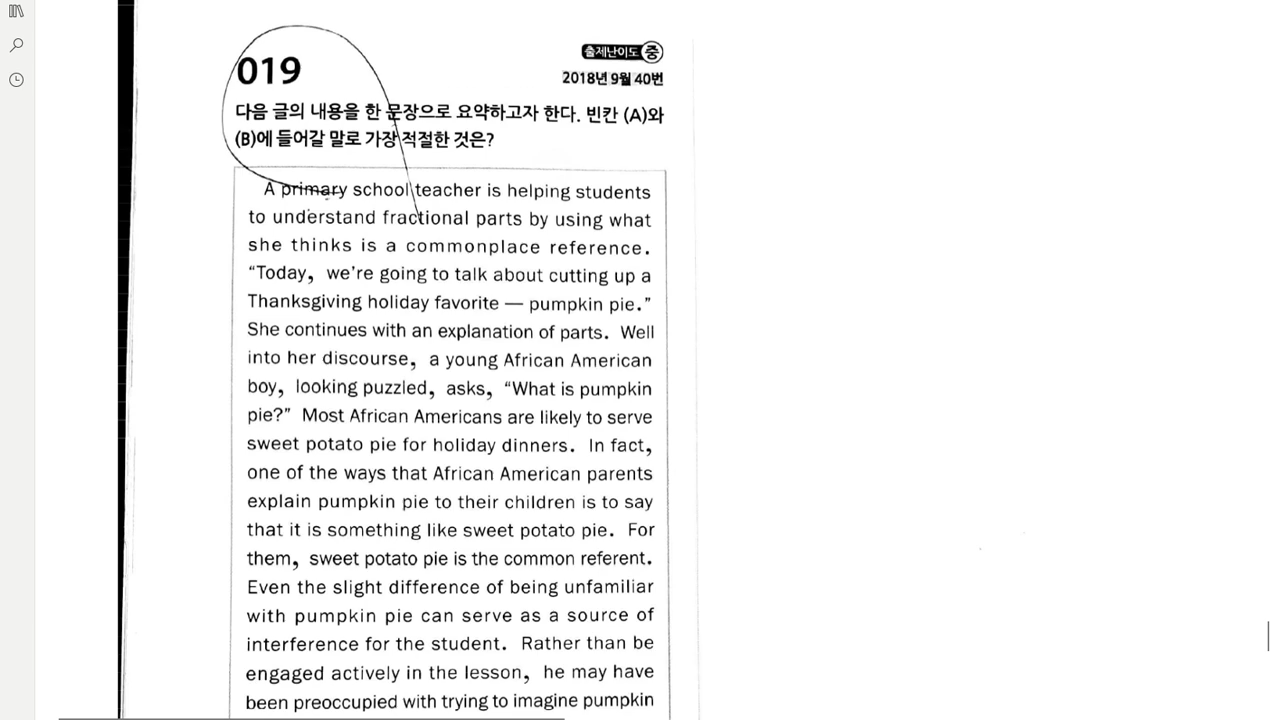 출제난이도 중
019
2018년 9월 40번
다음 글의 내용을 한 문장으로 요약하고자 한다. 빈칸 (A)와
(B)에 들어갈 말로 가장 적절한 것은?
A primary school teacher is helping students
to understand fractional parts by using what
she thinks is a commonplace reference.
“Today, we’re going to talk about cutting up a
Thanksgiving holiday favorite — pumpkin pie.”
She continues with an explanation of parts. Well
into her discourse, a young African American
boy, looking puzzled, asks, “What is pumpkin
pie?” Most African Americans are likely to serve
sweet potato pie for holiday dinners. In fact,
one of the ways that African American parents
explain pumpkin pie to their children is to say
that it is something like sweet potato pie. For
them, sweet potato pie is the common referent.
Even the slight difference of being unfamiliar
with pumpkin pie can serve as a source of
interference for the student. Rather than be
engaged actively in the lesson, he may have
been preoccupied with trying to imagine pumpkin